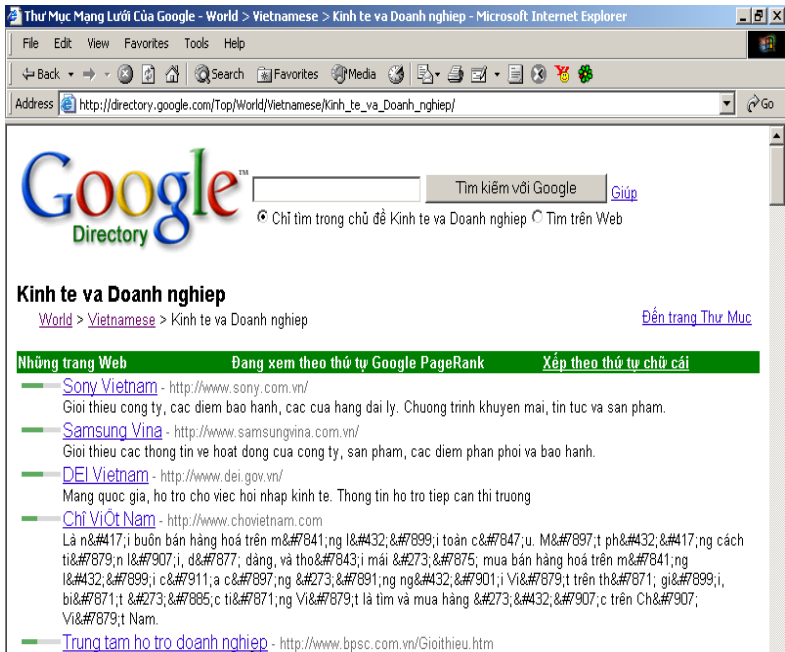 Thư Mục Mạng Lưới Của Google - World > Vietnamese > Kinh te va Doanh nghiep - Microsoft Internet Explorer
File Edit View Favorites Tools Help
Back Search Favorites Media
Address http://directory.google.com/Top/World/Vietnamese/Kinh_te_va_Doanh_nghiep/ Go
Google™ Tìm kiếm với Google Giúp
Directory Chỉ tìm trong chủ đề Kinh te va Doanh nghiep Tìm trên Web
Kinh te va Doanh nghiep
World > Vietnamese > Kinh te va Doanh nghiep Đến trang Thư Mục
Những trang Web Đang xem theo thứ tự Google PageRank Xếp theo thứ tự chữ cái
Sony Vietnam - http://www.sony.com.vn/
Gioi thieu cong ty, cac diem bao hanh, cac cua hang dai ly. Chuong trinh khuyen mai, tin tuc va san pham.
Samsung Vina - http://www.samsungvina.com.vn/
Gioi thieu cac thong tin ve hoat dong cua cong ty, san pham, cac diem phan phoi va bao hanh.
DEI Vietnam - http://www.dei.gov.vn/
Mang quoc gia, ho tro cho viec hoi nhap kinh te. Thong tin ho tro tiep can thi truong
Chî ViÖt Nam - http://www.chovietnam.com
Là n&#417;i buôn bán hàng hoá trên m&#7841;ng l&#432;&#7899;i toàn c&#7847;u. M&#7897;t ph&#432;&#417;ng cách
ti&#7879;n l&#7907;i, d&#7877; dàng, và tho&#7843;i mái &#273;&#7875; mua bán hàng hoá trên m&#7841;ng
l&#432;&#7899;i c&#7911;a c&#7897;ng &#273;&#7891;ng ng&#432;&#7901;i Vi&#7879;t trên th&#7871; gi&#7899;i,
bi&#7871;t &#273;&#7885;c ti&#7871;ng Vi&#7879;t là tìm và mua hàng &#273;&#432;&#7907;c trên Ch&#7907;
Vi&#7879;t Nam.
Trung tam ho tro doanh nghiep - http://www.bpsc.com.vn/Gioithieu.htm